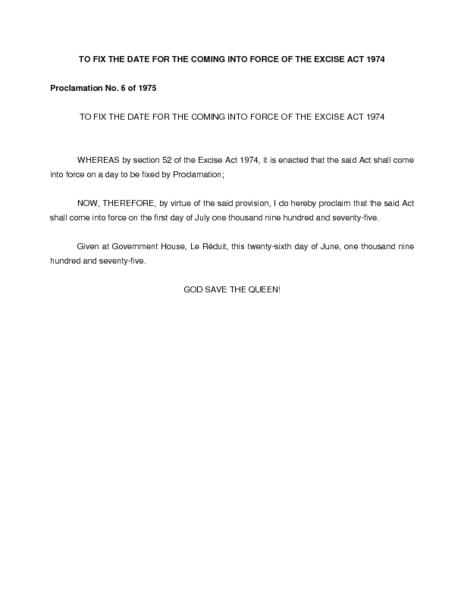 TO FIX THE DATE FOR THE COMING INTO FORCE OF THE EXCISE ACT 1974
Proclamation No. 6 of 1975
TO FIX THE DATE FOR THE COMING INTO FORCE OF THE EXCISE ACT 1974
WHEREAS by section 52 of the Excise Act 1974, it is enacted that the said Act shall come
into force on a day to be fixed by Proclamation;
NOW, THEREFORE, by virtue of the said provision, I do hereby proclaim that the said Act
shall come into force on the first day of July one thousand nine hundred and seventy-five.
Given at Government House, Le Réduit, this twenty-sixth day of June, one thousand nine
hundred and seventy-five.
GOD SAVE THE QUEEN!